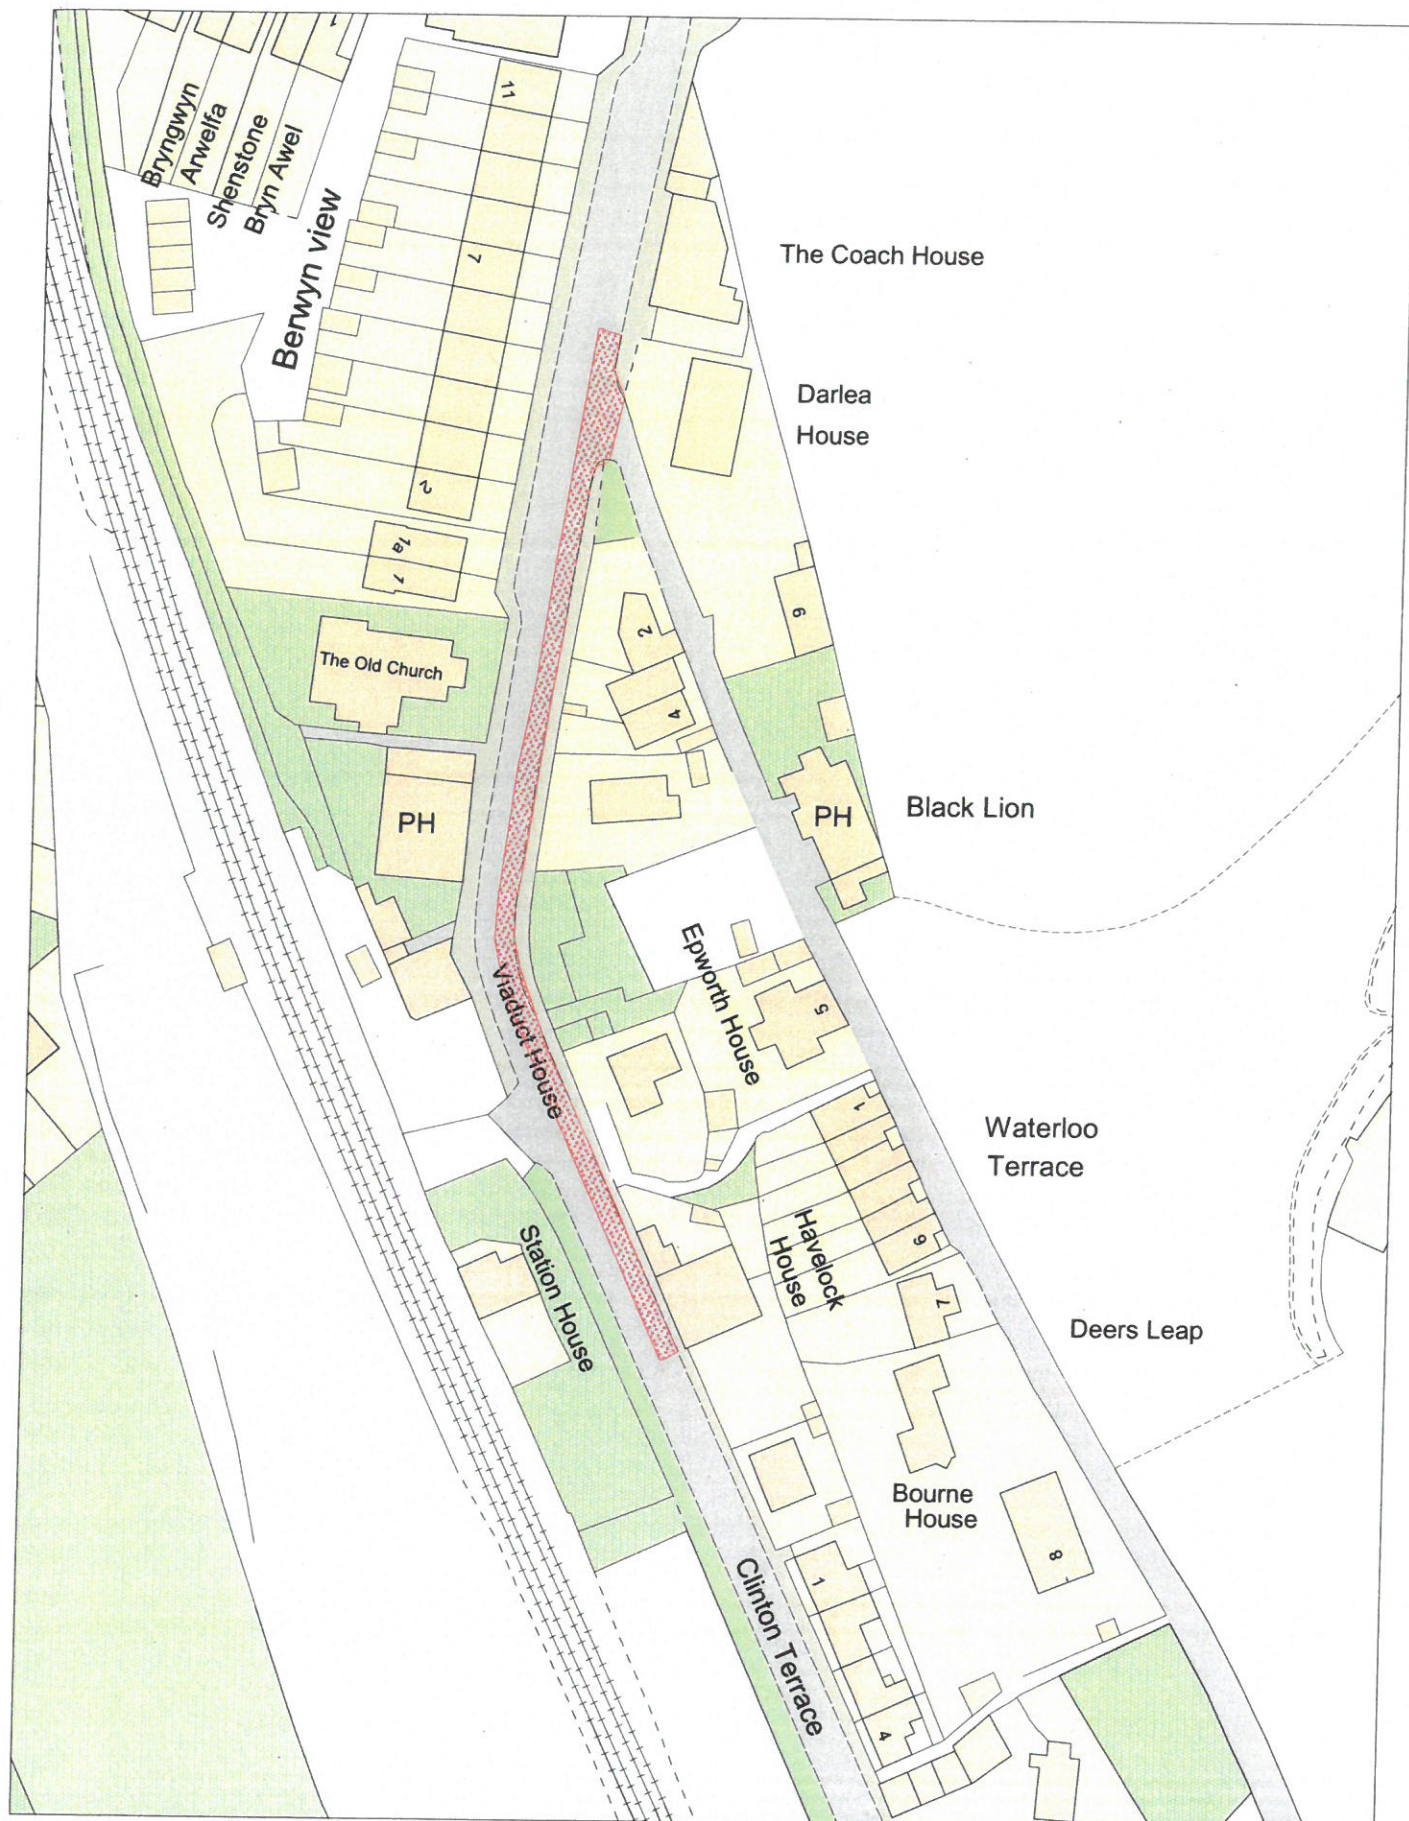 Bryngwyn
Arwelfa
Shenstone
Bryn Awel
1
11
Berwyn view
7
The Coach House
Darlea
House
2
1a
7
The Old Church
2
4
9
PH
PH
Black Lion
Epworth House
5
Viaduct House
1
Waterloo
Terrace
Havelock
House
6
7
Station House
Deers Leap
Bourne
House
8
1
Clinton Terrace
4